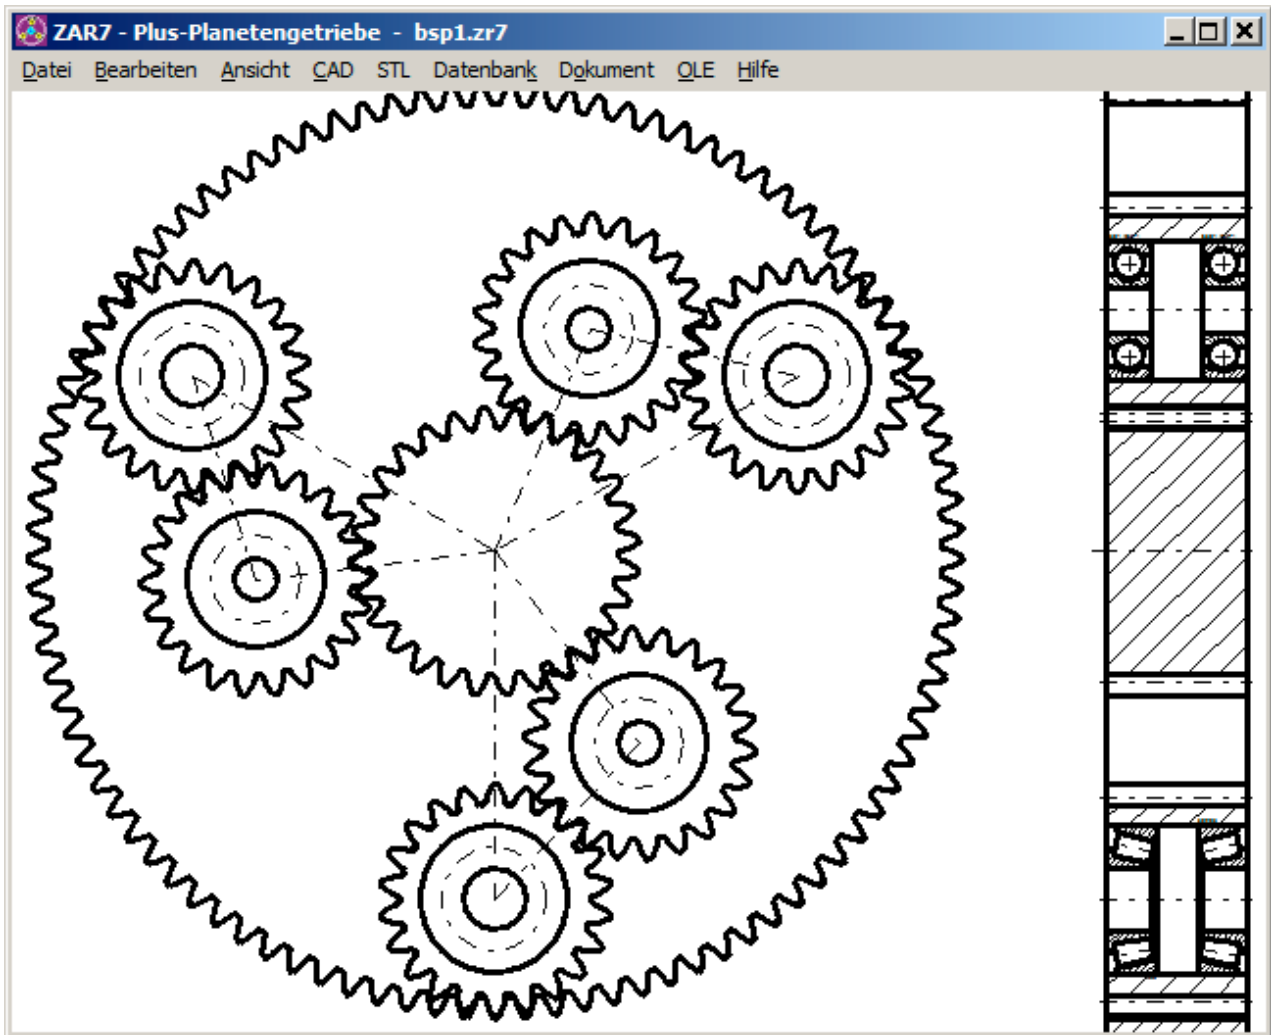 ZAR7 - Plus-Planetengetriebe - bsp1.zr7
Datei Bearbeiten Ansicht CAD STL Datenbank Dokument OLE Hilfe